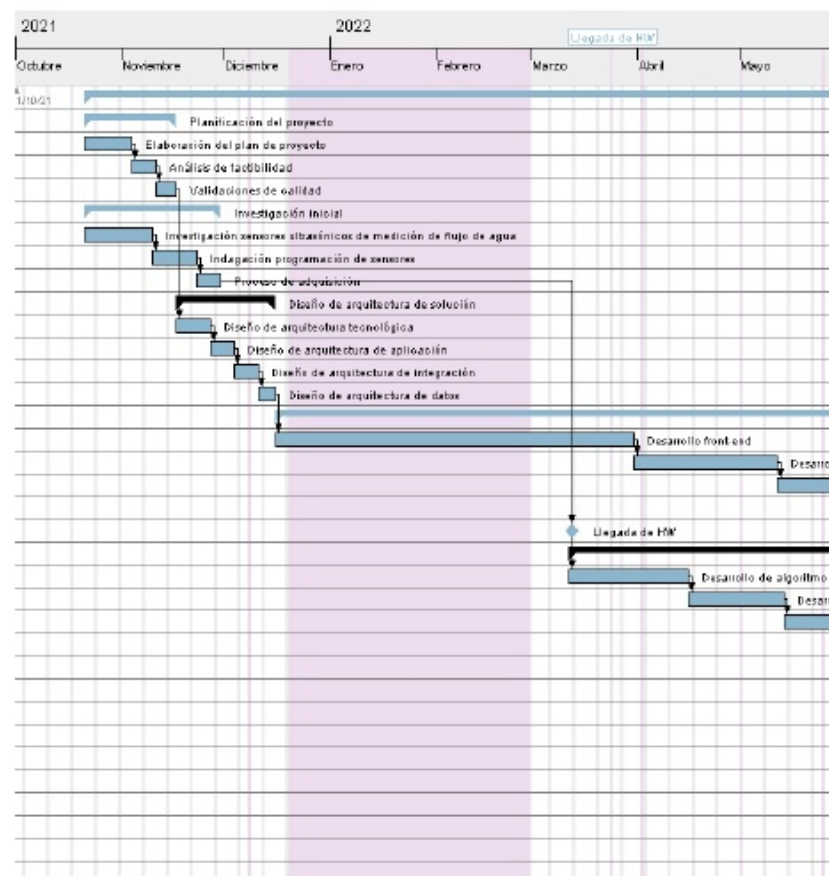 2021
2022
Llegada de HW
Octubre
Noviembre
Diciembre
Enero
Febrero
Marzo
Abril
Mayo
1/10/21
Planificación del proyecto
Elaboración del plan de proyecto
Análisis de factibilidad
Validaciones de calidad
Investigación inicial
Investigación sensores ultrasónicos de medición de flujo de agua
Indagación programación de sensores
Proceso de adquisición
Diseño de arquitectura de solución
Diseño de arquitectura tecnológica
Diseño de arquitectura de aplicación
Diseño de arquitectura de integración
Diseño de arquitectura de datos
Desarrollo front-end
Desarro
Llegada de HW
Desarrollo de algoritmo
Desarr